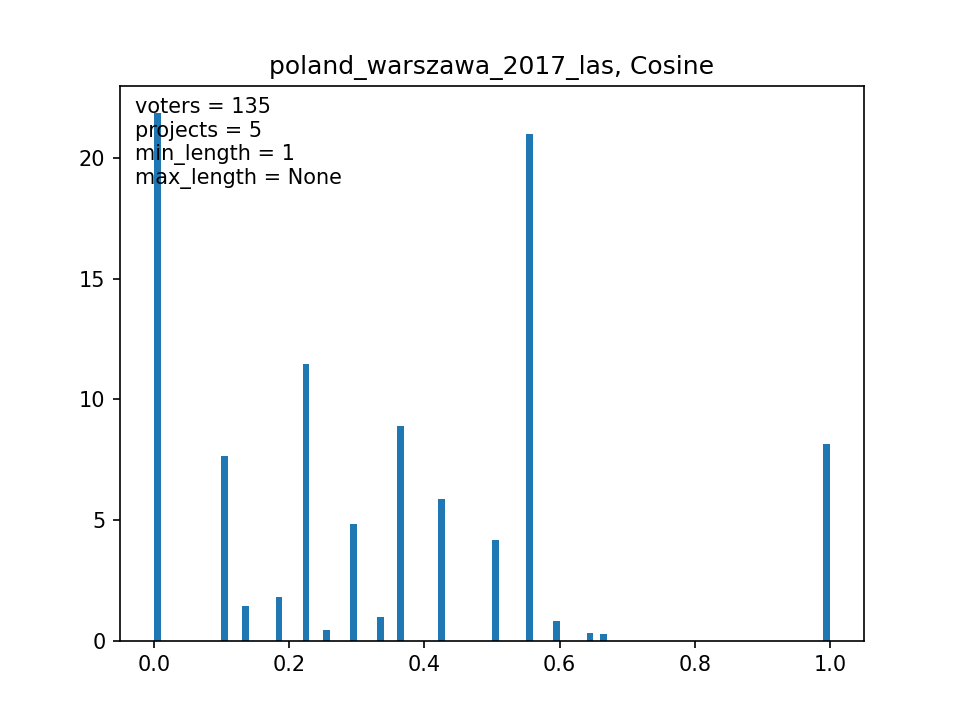 poland_warszawa_2017_las, Cosine
voters = 135
projects = 5
min_length = 1
max_length = None
20
15
10
5
0
0.0 0.2 0.4 0.6 0.8 1.0